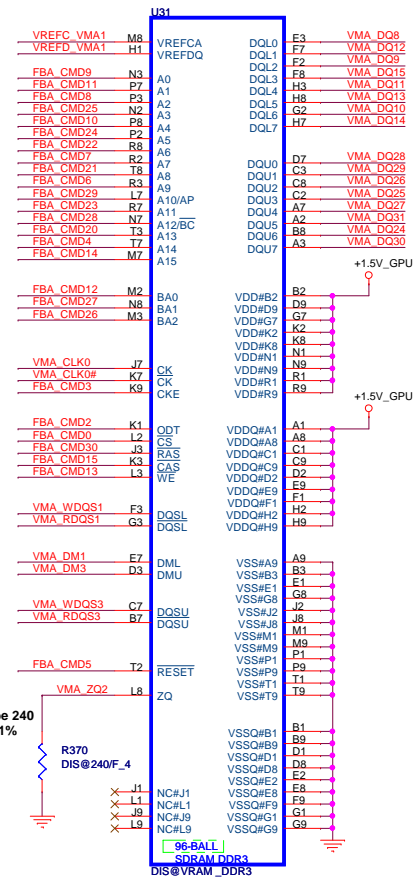 U31
VREFC_VMA1 M8 VREFCA
VREFD_VMA1 H1 VREFDQ
FBA_CMD9 N3 A0
FBA_CMD11 P7 A1
FBA_CMD8 P3 A2
FBA_CMD25 N2 A3
FBA_CMD10 P8 A4
FBA_CMD24 P2 A5
FBA_CMD22 R8 A6
FBA_CMD7 R2 A7
FBA_CMD21 T8 A8
FBA_CMD6 R3 A9
FBA_CMD29 L7 A10/AP
FBA_CMD23 R7 A11
FBA_CMD28 N7 A12/BC
FBA_CMD20 T3 A13
FBA_CMD4 T7 A14
FBA_CMD14 M7 A15
FBA_CMD12 M2 BA0
FBA_CMD27 N8 BA1
FBA_CMD26 M3 BA2
VMA_CLK0 J7 CK
VMA_CLK0# K7 CK
FBA_CMD3 K9 CKE
FBA_CMD2 K1 ODT
FBA_CMD0 L2 CS
FBA_CMD30 J3 RAS
FBA_CMD15 K3 CAS
FBA_CMD13 L3 WE
VMA_WDQS1 F3 DQSL
VMA_RDQS1 G3 DQSL
VMA_DM1 E7 DML
VMA_DM3 D3 DMU
VMA_WDQS3 C7 DQSU
VMA_RDQS3 B7 DQSU
FBA_CMD5 T2 RESET
VMA_ZQ2 L8 ZQ
240
1%
R370
DIS@240/F_4
J1 NC#J1
L1 NC#L1
J9 NC#J9
L9 NC#L9
DQL0 E3 VMA_DQ8
DQL1 F7 VMA_DQ12
DQL2 F2 VMA_DQ9
DQL3 F8 VMA_DQ15
DQL4 H3 VMA_DQ11
DQL5 H8 VMA_DQ13
DQL6 G2 VMA_DQ10
DQL7 H7 VMA_DQ14
DQU0 D7 VMA_DQ28
DQU1 C3 VMA_DQ29
DQU2 C8 VMA_DQ26
DQU3 C2 VMA_DQ25
DQU4 A7 VMA_DQ27
DQU5 A2 VMA_DQ31
DQU6 B8 VMA_DQ24
DQU7 A3 VMA_DQ30
+1.5V_GPU
VDD#B2 B2
VDD#D9 D9
VDD#G7 G7
VDD#K2 K2
VDD#K8 K8
VDD#N1 N1
VDD#N9 N9
VDD#R1 R1
VDD#R9 R9
+1.5V_GPU
VDDQ#A1 A1
VDDQ#A8 A8
VDDQ#C1 C1
VDDQ#C9 C9
VDDQ#D2 D2
VDDQ#E9 E9
VDDQ#F1 F1
VDDQ#H2 H2
VDDQ#H9 H9
VSS#A9 A9
VSS#B3 B3
VSS#E1 E1
VSS#G8 G8
VSS#J2 J2
VSS#J8 J8
VSS#M1 M1
VSS#M9 M9
VSS#P1 P1
VSS#P9 P9
VSS#T1 T1
VSS#T9 T9
VSSQ#B1 B1
VSSQ#B9 B9
VSSQ#D1 D1
VSSQ#D8 D8
VSSQ#E2 E2
VSSQ#E8 E8
VSSQ#F9 F9
VSSQ#G1 G1
VSSQ#G9 G9
96-BALL
SDRAM DDR3
DIS@VRAM _DDR3